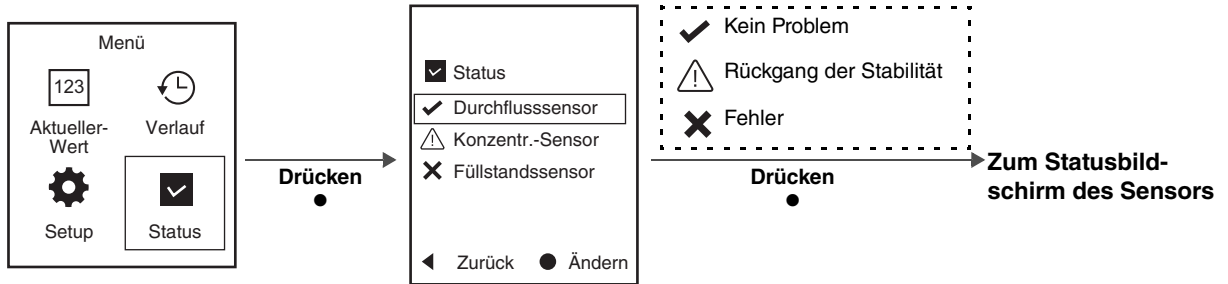 Menü
123
Aktueller-
Wert
Verlauf
Setup
Status
Drücken
Status
Durchflusssensor
Konzentr.-Sensor
Füllstandssensor
Zurück
Ändern
Kein Problem
Rückgang der Stabilität
Fehler
Drücken
Zum Statusbild-
schirm des Sensors